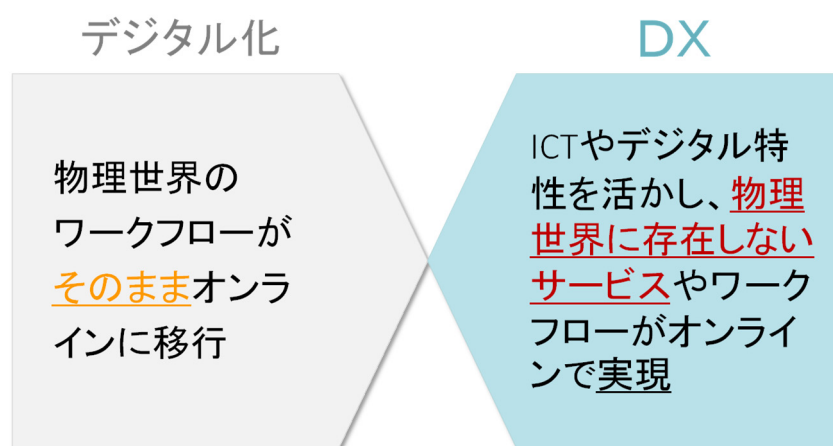 デジタル化
物理世界の
ワークフローが
そのままオンラ
インに移行
DX
ICTやデジタル特
性を活かし、物理
世界に存在しない
サービスやワーク
フローがオンライ
ンで実現